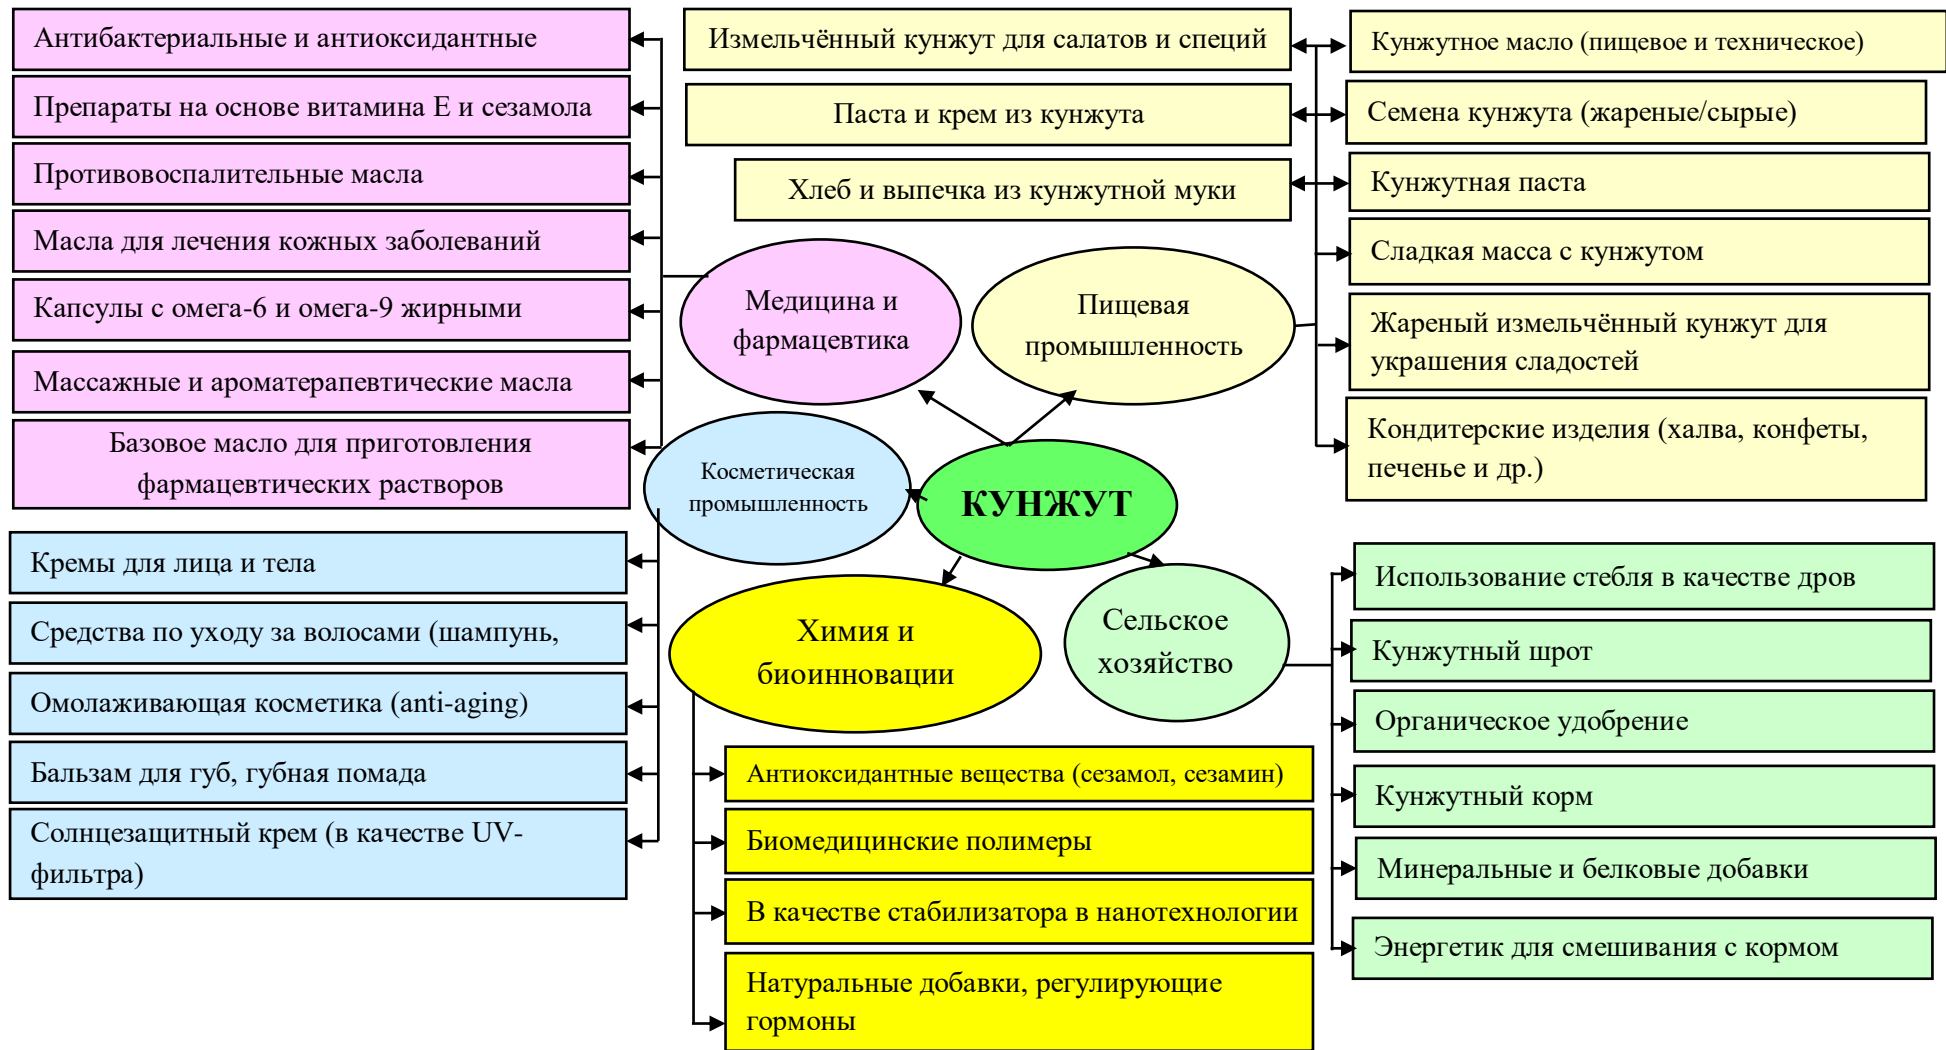 Антибактериальные и антиоксидантные
Препараты на основе витамина Е и сезамола
Противовоспалительные масла
Масла для лечения кожных заболеваний
Капсулы с омега-6 и омега-9 жирными
Массажные и ароматерапевтические масла
Базовое масло для приготовления
фармацевтических растворов
Измельчённый кунжут для салатов и специй
Паста и крем из кунжута
Хлеб и выпечка из кунжутной муки
Кунжутное масло (пищевое и техническое)
Семена кунжута (жареные/сырые)
Кунжутная паста
Сладкая масса с кунжутом
Жареный измельчённый кунжут для
украшения сладостей
Кондитерские изделия (халва, конфеты,
печенье и др.)
Медицина и
фармацевтика
Пищевая
промышленность
Косметическая
промышленность
КУНЖУТ
Химия и
биоинновации
Сельское
хозяйство
Кремы для лица и тела
Средства по уходу за волосами (шампунь,
Омолаживающая косметика (anti-aging)
Бальзам для губ, губная помада
Солнцезащитный крем (в качестве UV-
фильтра)
Антиоксидантные вещества (сезамол, сезамин)
Биомедицинские полимеры
В качестве стабилизатора в нанотехнологии
Натуральные добавки, регулирующие
гормоны
Использование стебля в качестве дров
Кунжутный шрот
Органическое удобрение
Кунжутный корм
Минеральные и белковые добавки
Энергетик для смешивания с кормом